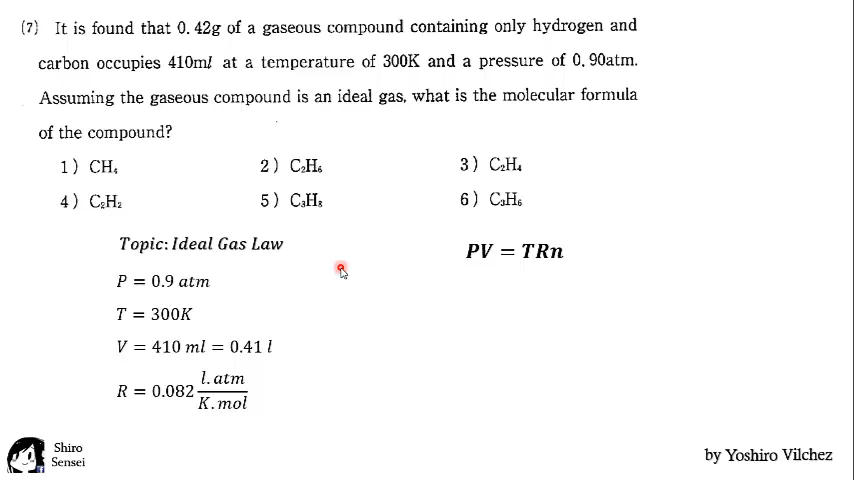 (7) It is found that 0.42g of a gaseous compound containing only hydrogen and
carbon occupies 410ml at a temperature of 300K and a pressure of 0.90atm.
Assuming the gaseous compound is an ideal gas, what is the molecular formula
of the compound?
1) CH₄ 2) C₂H₆ 3) C₂H₄
4) C₂H₂ 5) C₃H₈ 6) C₃H₆
Topic: Ideal Gas Law PV = TRn
P = 0.9 atm
T = 300K
V = 410 ml = 0.41 l
R = 0.082 l.atm/K.mol
Shiro
Sensei
by Yoshiro Vilchez